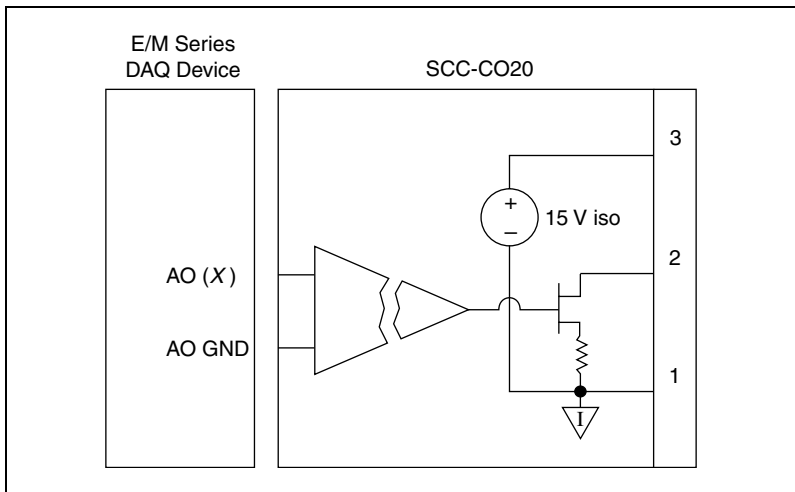 E/M Series
DAQ Device
SCC-CO20
3
+
–
15 V iso
2
AO (X)
AO GND
1
I